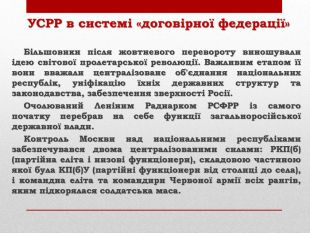 УСРР в системі «договірної федерації»
Більшовики після жовтневого перевороту виношували
ідею світової пролетарської революції. Важливим етапом її
вони вважали централізоване об'єднання національних
республік, уніфікацію їхніх державних структур та
законодавства, забезпечення зверхності Росії.
Очолюваний Леніним Раднарком РСФРР із самого
початку перебрав на себе функції загальноросійської
державної влади.
Контроль Москви над національними республіками
забезпечувався двома централізованими силами: РКП(б)
(партійна еліта і низові функціонери), складовою частиною
якої була КП(б)У (партійні функціонери від столиці до села),
і командна еліта та командири Червоної армії всіх рангів,
яким підкорялася солдатська маса.